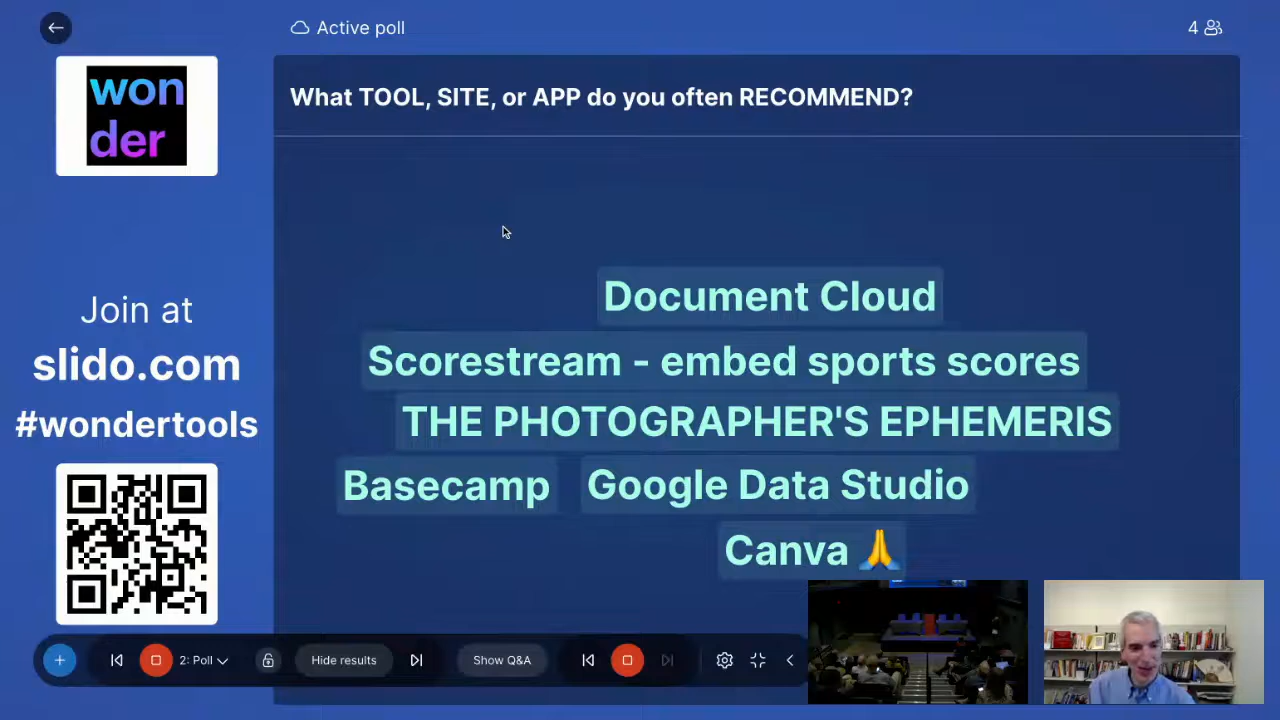 Active poll
4
won
der
What TOOL, SITE, or APP do you often RECOMMEND?
Document Cloud
Scorestream - embed sports scores
THE PHOTOGRAPHER'S EPHEMERIS
Basecamp Google Data Studio
Canva 🙏
Join at
slido.com
#wondertools
2: Poll
Hide results
Show Q&A